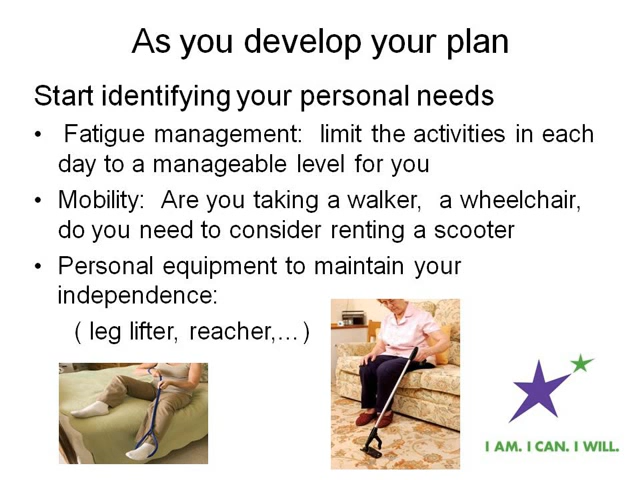 As you develop your plan
Start identifying your personal needs
• Fatigue management: limit the activities in each
day to a manageable level for you
• Mobility: Are you taking a walker, a wheelchair,
do you need to consider renting a scooter
• Personal equipment to maintain your
independence:
( leg lifter, reacher,…)
I AM. I CAN. I WILL.